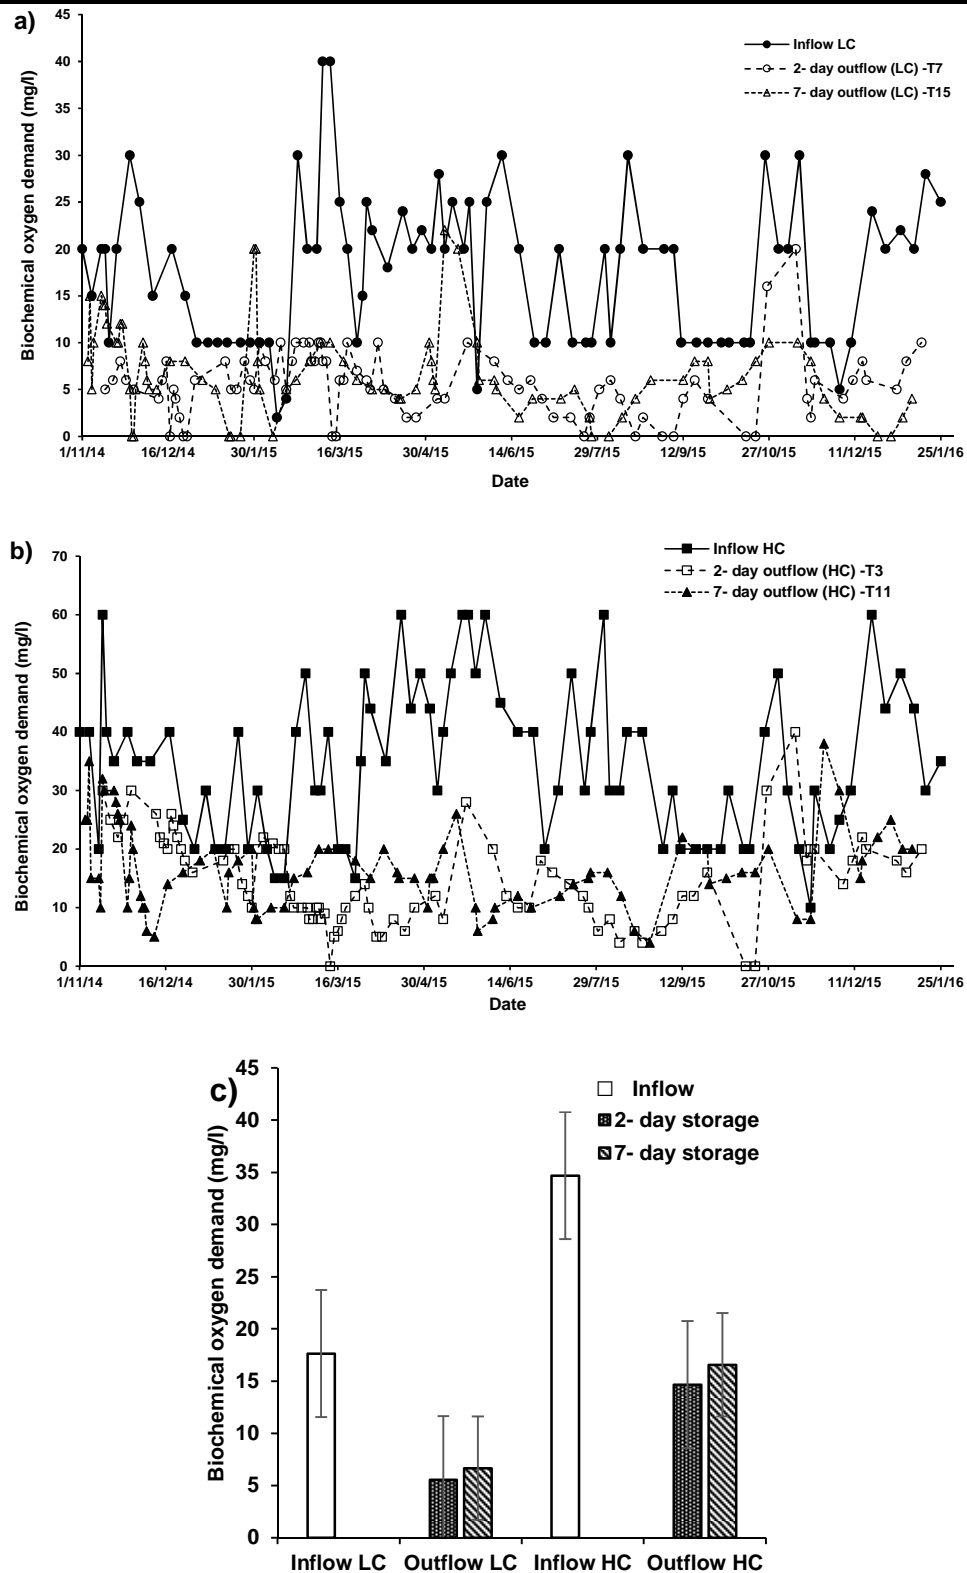 a)
Biochemical oxygen demand (mg/l)
45
40
35
30
25
20
15
10
5
0
Inflow LC
2- day outflow (LC) -T7
7- day outflow (LC) -T15
1/11/14 16/12/14 30/1/15 16/3/15 30/4/15 14/6/15 29/7/15 12/9/15 27/10/15 11/12/15 25/1/16
Date
b)
Biochemical oxygen demand (mg/l)
70
60
50
40
30
20
10
0
Inflow HC
2- day outflow (HC) -T3
7- day outflow (HC) -T11
1/11/14 16/12/14 30/1/15 16/3/15 30/4/15 14/6/15 29/7/15 12/9/15 27/10/15 11/12/15 25/1/16
Date
c)
Biochemical oxygen demand (mg/l)
45
40
35
30
25
20
15
10
5
0
Inflow
2- day storage
7- day storage
Inflow LC Outflow LC Inflow HC Outflow HC